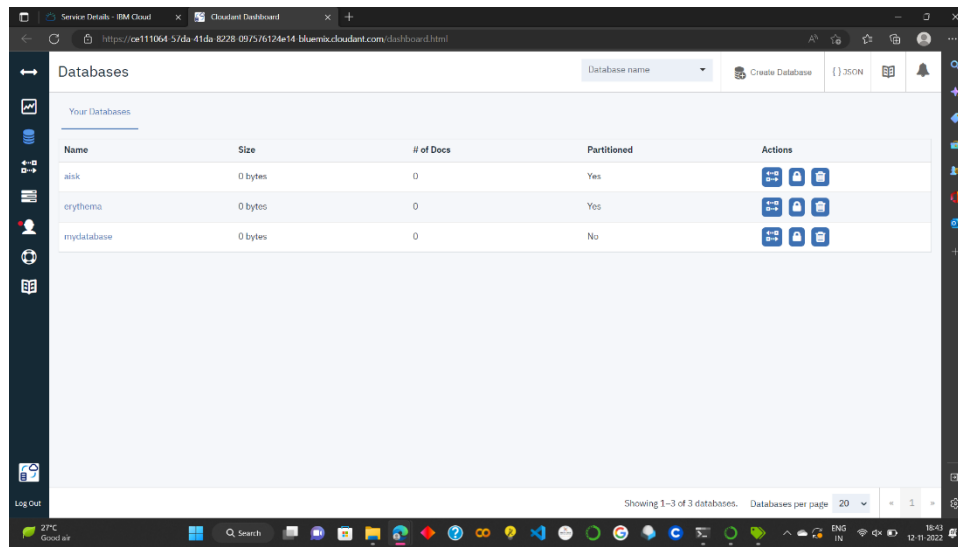 Service Details - IBM Cloud
Cloudant Dashboard
https://ce111064-57da-41da-8228-097576124e14-bluemix.cloudant.com/dashboard.html
Databases
Database name
Create Database
{ } JSON
Your Databases
Name Size # of Docs Partitioned Actions
aisk 0 bytes 0 Yes
erythema 0 bytes 0 Yes
mydatabase 0 bytes 0 No
Log Out
Showing 1–3 of 3 databases. Databases per page 20 « 1 »
27°C
Good air
Search
ENG
IN
18:43
12-11-2022